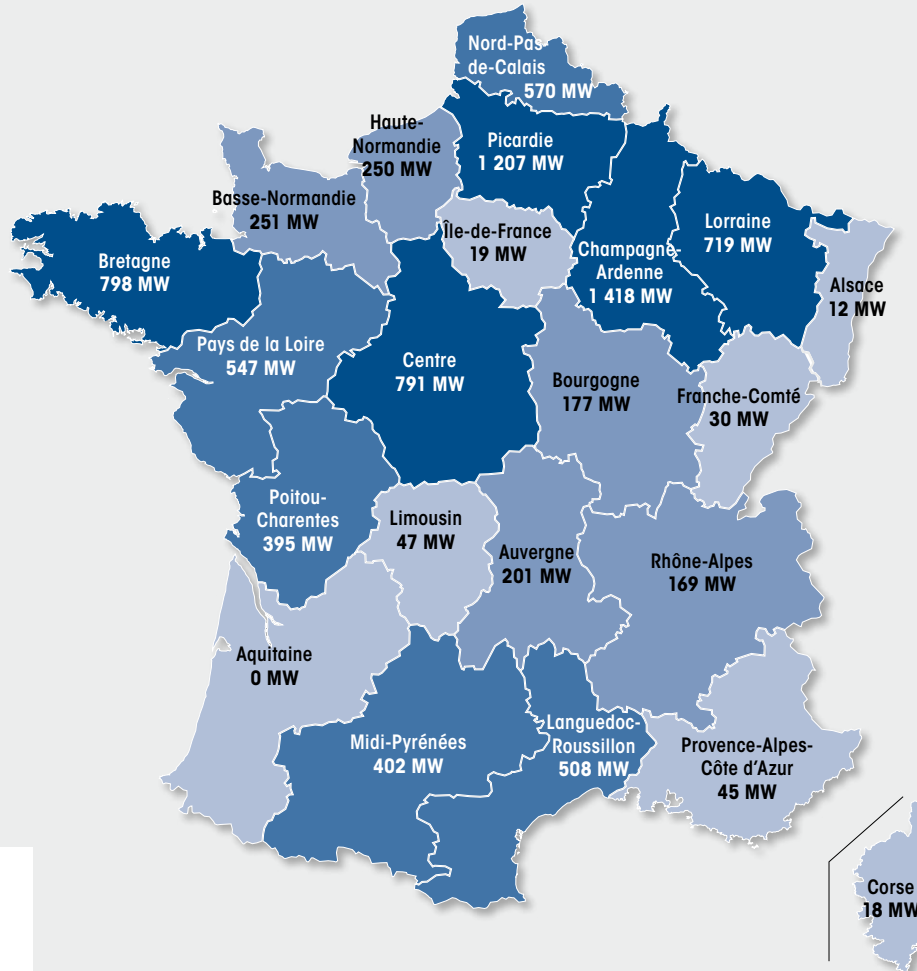 Nord-Pas-
de-Calais
570 MW
Haute-
Normandie
250 MW
Picardie
1 207 MW
Basse-Normandie
251 MW
Île-de-France
19 MW
Champagne-
Ardenne
1 418 MW
Lorraine
719 MW
Alsace
12 MW
Bretagne
798 MW
Pays de la Loire
547 MW
Centre
791 MW
Bourgogne
177 MW
Franche-Comté
30 MW
Poitou-
Charentes
395 MW
Limousin
47 MW
Auvergne
201 MW
Rhône-Alpes
169 MW
Aquitaine
0 MW
Midi-Pyrénées
402 MW
Languedoc-
Roussillon
508 MW
Provence-Alpes-
Côte d'Azur
45 MW
Corse
18 MW